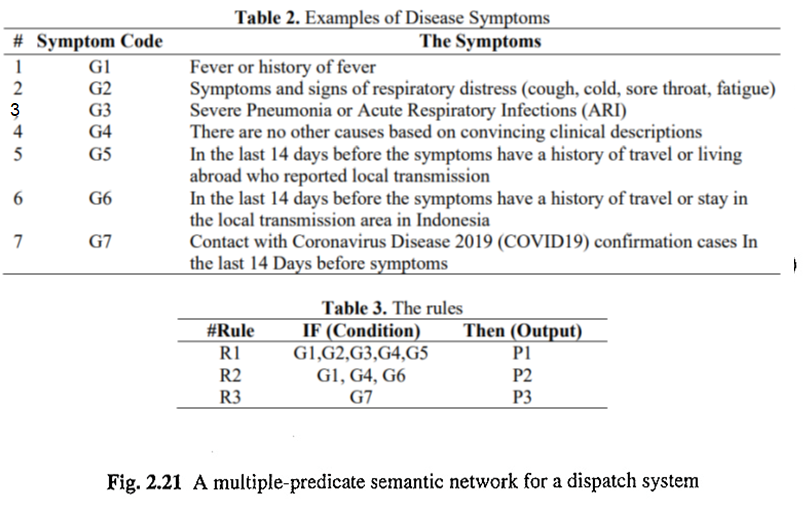 Table 2. Examples of Disease Symptoms
# Symptom Code The Symptoms
1 G1 Fever or history of fever
2 G2 Symptoms and signs of respiratory distress (cough, cold, sore throat, fatigue)
3 G3 Severe Pneumonia or Acute Respiratory Infections (ARI)
4 G4 There are no other causes based on convincing clinical descriptions
5 G5 In the last 14 days before the symptoms have a history of travel or living
abroad who reported local transmission
6 G6 In the last 14 days before the symptoms have a history of travel or stay in
the local transmission area in Indonesia
7 G7 Contact with Coronavirus Disease 2019 (COVID19) confirmation cases In
the last 14 Days before symptoms
Table 3. The rules
#Rule IF (Condition) Then (Output)
R1 G1,G2,G3,G4,G5 P1
R2 G1, G4, G6 P2
R3 G7 P3
Fig. 2.21 A multiple-predicate semantic network for a dispatch system